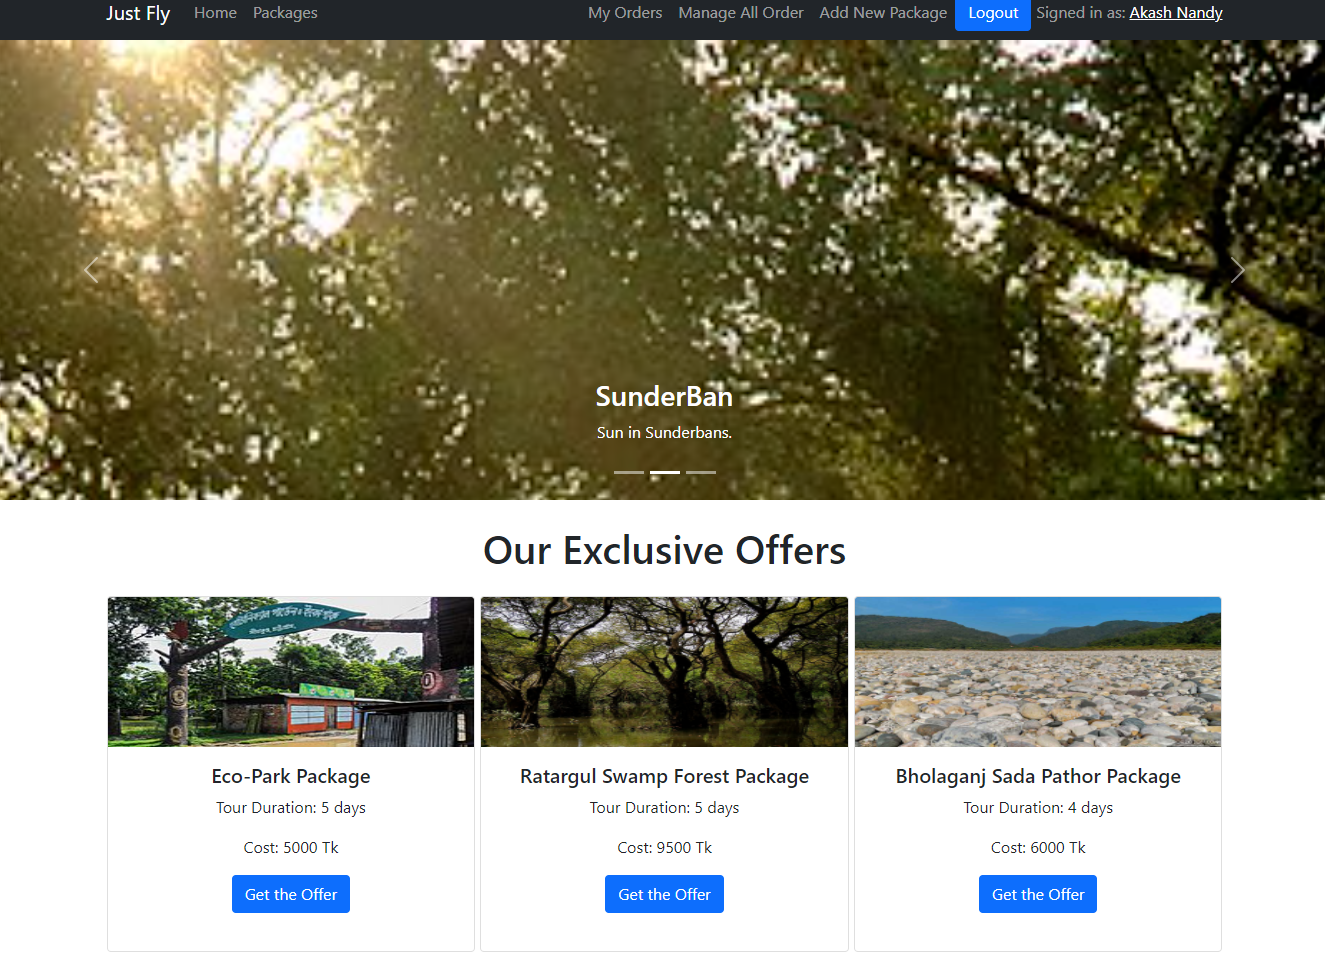 Just Fly Home Packages My Orders Manage All Order Add New Package Logout Signed in as: Akash Nandy
SunderBan
Sun in Sunderbans.
Our Exclusive Offers
Eco-Park Package
Tour Duration: 5 days
Cost: 5000 Tk
Get the Offer
Ratargul Swamp Forest Package
Tour Duration: 5 days
Cost: 9500 Tk
Get the Offer
Bholaganj Sada Pathor Package
Tour Duration: 4 days
Cost: 6000 Tk
Get the Offer